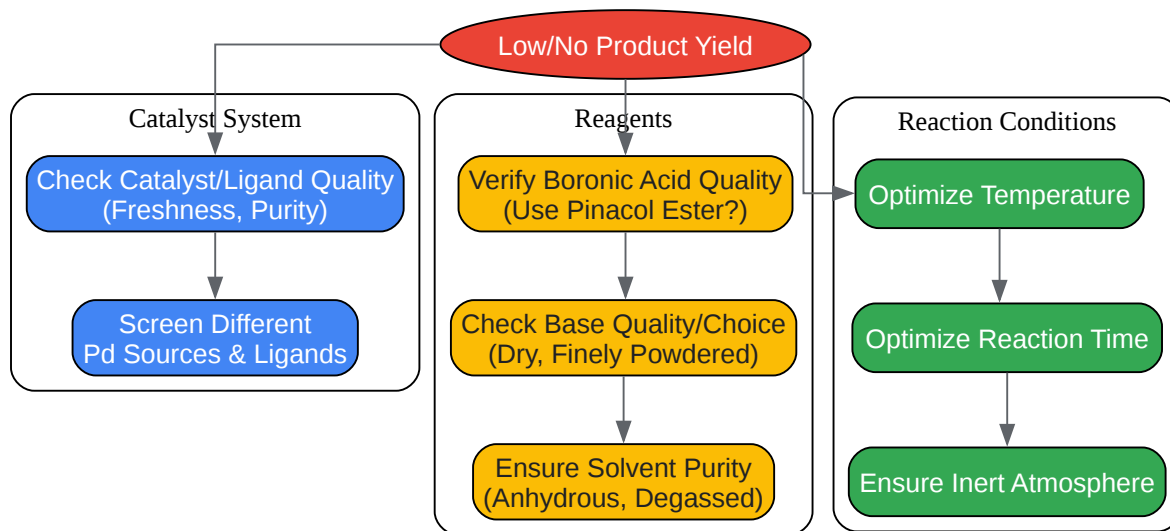 Low/No Product Yield
Catalyst System
Check Catalyst/Ligand Quality
(Freshness, Purity)
Screen Different
Pd Sources & Ligands
Reagents
Verify Boronic Acid Quality
(Use Pinacol Ester?)
Check Base Quality/Choice
(Dry, Finely Powdered)
Ensure Solvent Purity
(Anhydrous, Degassed)
Reaction Conditions
Optimize Temperature
Optimize Reaction Time
Ensure Inert Atmosphere